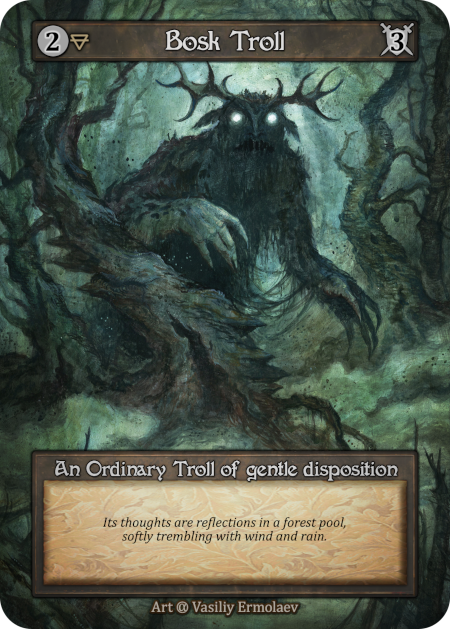 2 Bosk Troll 3
An Ordinary Troll of gentle disposition
Its thoughts are reflections in a forest pool,
softly trembling with wind and rain.
Art @ Vasiliy Ermolaev